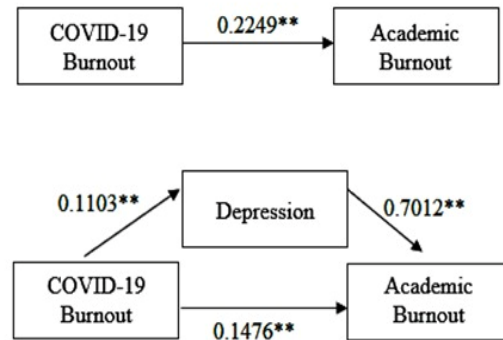 COVID-19
Burnout
0.2249**
Academic
Burnout
0.1103**
Depression
0.7012**
COVID-19
Burnout
0.1476**
Academic
Burnout